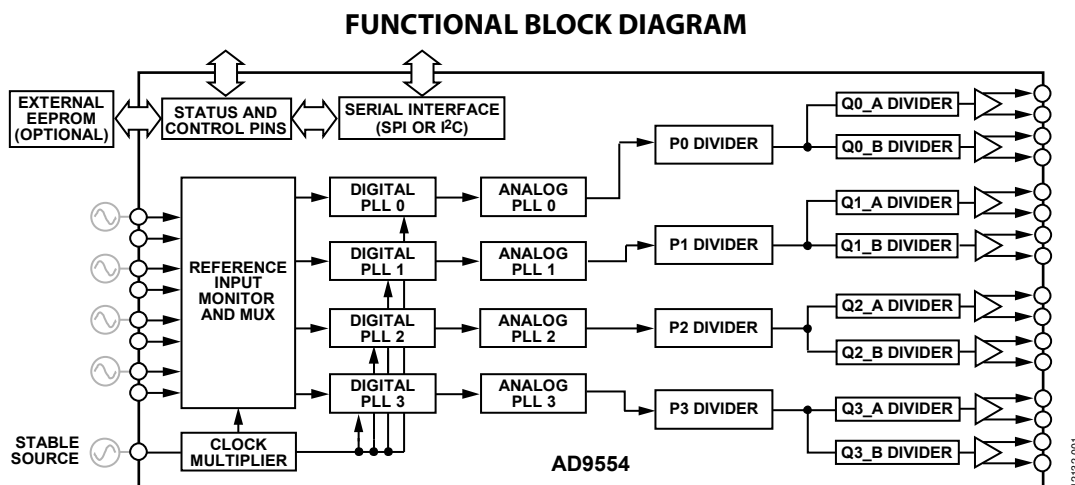 FUNCTIONAL BLOCK DIAGRAM
EXTERNAL
EEPROM
(OPTIONAL)
STATUS AND
CONTROL PINS
SERIAL INTERFACE
(SPI OR I²C)
Q0_A DIVIDER
P0 DIVIDER
Q0_B DIVIDER
DIGITAL
PLL 0
ANALOG
PLL 0
Q1_A DIVIDER
P1 DIVIDER
Q1_B DIVIDER
DIGITAL
PLL 1
ANALOG
PLL 1
REFERENCE
INPUT
MONITOR
AND MUX
Q2_A DIVIDER
P2 DIVIDER
Q2_B DIVIDER
DIGITAL
PLL 2
ANALOG
PLL 2
DIGITAL
PLL 3
ANALOG
PLL 3
P3 DIVIDER
Q3_A DIVIDER
Q3_B DIVIDER
STABLE
SOURCE
CLOCK
MULTIPLIER
AD9554
12132-001